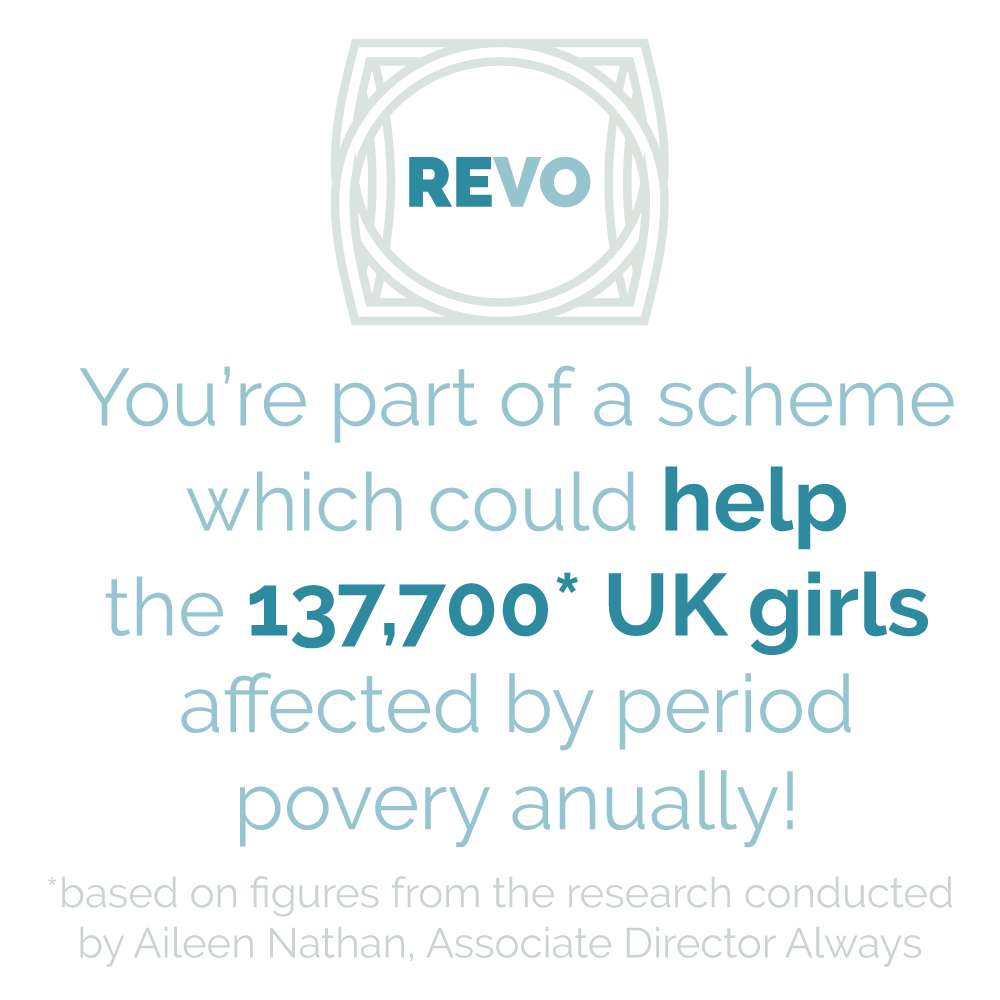 REVO
You're part of a scheme
which could help
the 137,700* UK girls
affected by period
povery anually!
*based on figures from the research conducted
by Aileen Nathan, Associate Director Always